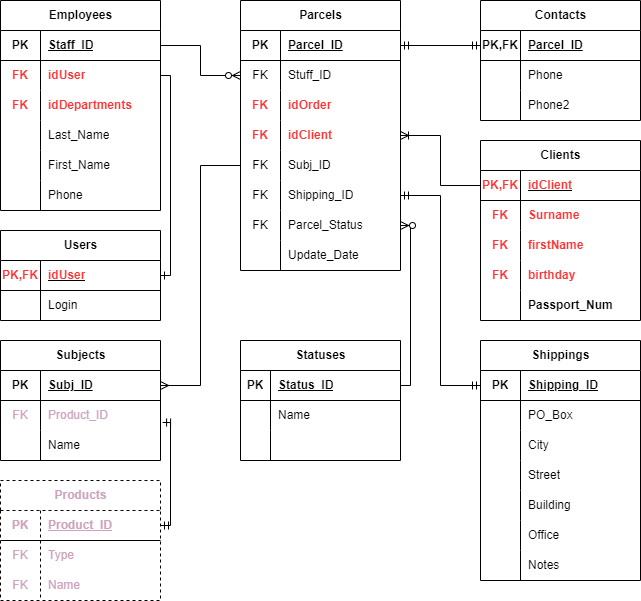 Employees
PK Staff_ID
FK idUser
FK idDepartments
Last_Name
First_Name
Phone
Users
PK,FK idUser
Login
Subjects
PK Subj_ID
FK Product_ID
Name
Products
PK Product_ID
FK Type
FK Name
Parcels
PK Parcel_ID
FK Stuff_ID
FK idOrder
FK idClient
FK Subj_ID
FK Shipping_ID
FK Parcel_Status
Update_Date
Statuses
PK Status_ID
Name
Contacts
PK,FK Parcel_ID
Phone
Phone2
Clients
PK,FK idClient
FK Surname
FK firstName
FK birthday
Passport_Num
Shippings
PK Shipping_ID
PO_Box
City
Street
Building
Office
Notes